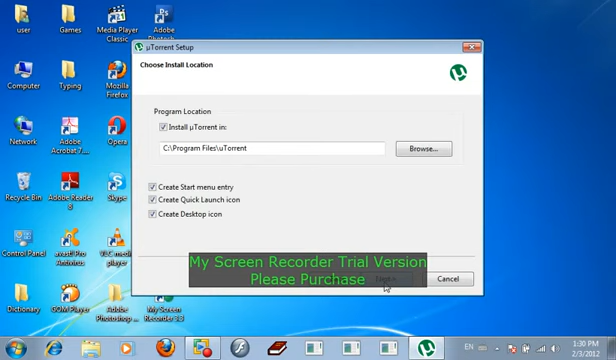 user
Games
Media Player
Classic
Adobe
Photosh
µTorrent Setup
Choose Install Location
Computer
Typing
Mozilla
Firefox
Program Location
Install µTorrent in:
C:\Program Files\uTorrent
Browse...
Network
Adobe
Acrobat 7....
Opera
Create Start menu entry
Create Quick Launch icon
Create Desktop icon
Recycle Bin
Adobe Reader
8
Skype
Control Panel
avast! Pro
Antivirus
VLC media
player
My Screen Recorder Trial Version
Please Purchase
Cancel
Dictionary
GOM Player
Adobe
Photoshop ...
My Screen
Recorder 3.3
EN
1:30 PM
2/3/2012